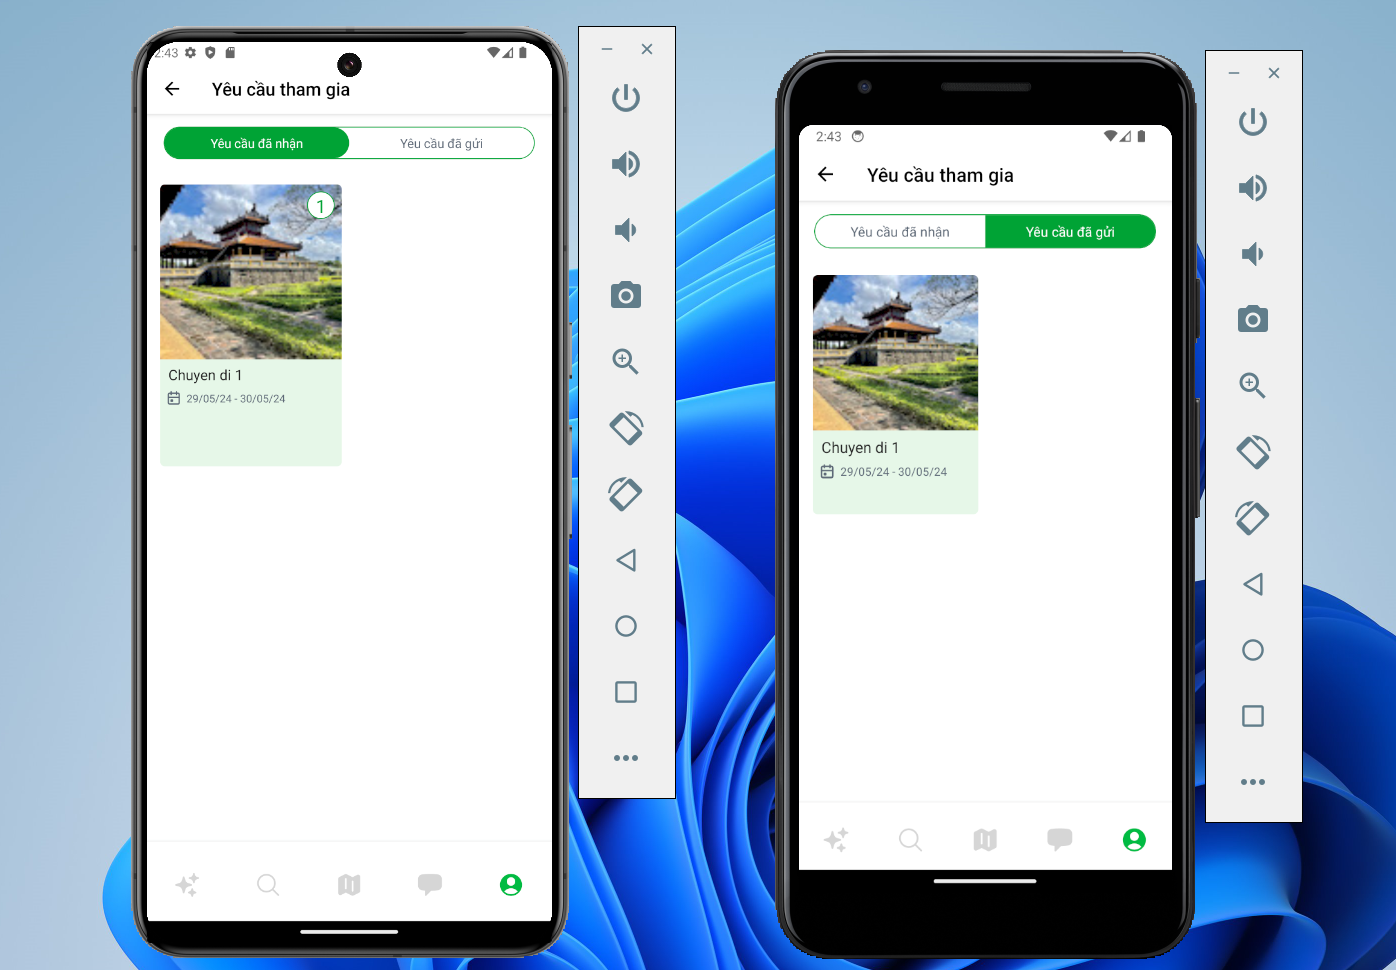 2:43
Yêu cầu tham gia
Yêu cầu đã nhận
Yêu cầu đã gửi
1
Chuyen di 1
29/05/24 - 30/05/24
2:43
Yêu cầu tham gia
Yêu cầu đã nhận
Yêu cầu đã gửi
Chuyen di 1
29/05/24 - 30/05/24